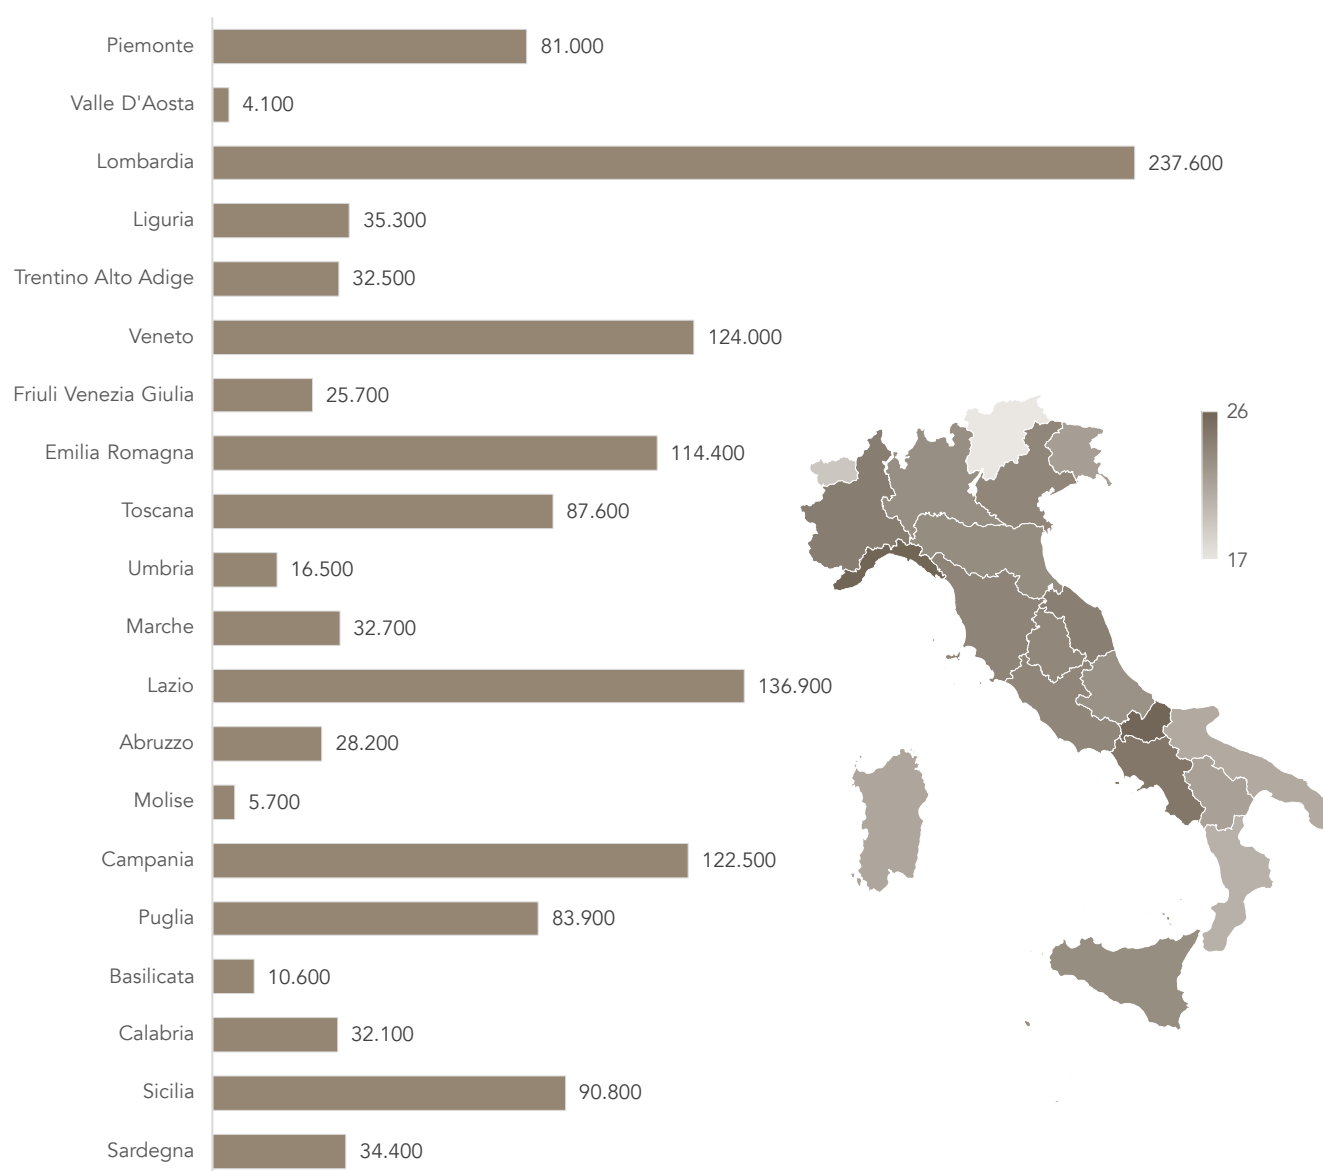 Piemonte 81.000
Valle D'Aosta 4.100
Lombardia 237.600
Liguria 35.300
Trentino Alto Adige 32.500
Veneto 124.000
Friuli Venezia Giulia 25.700
Emilia Romagna 114.400
Toscana 87.600
Umbria 16.500
Marche 32.700
Lazio 136.900
Abruzzo 28.200
Molise 5.700
Campania 122.500
Puglia 83.900
Basilicata 10.600
Calabria 32.100
Sicilia 90.800
Sardegna 34.400
26
17